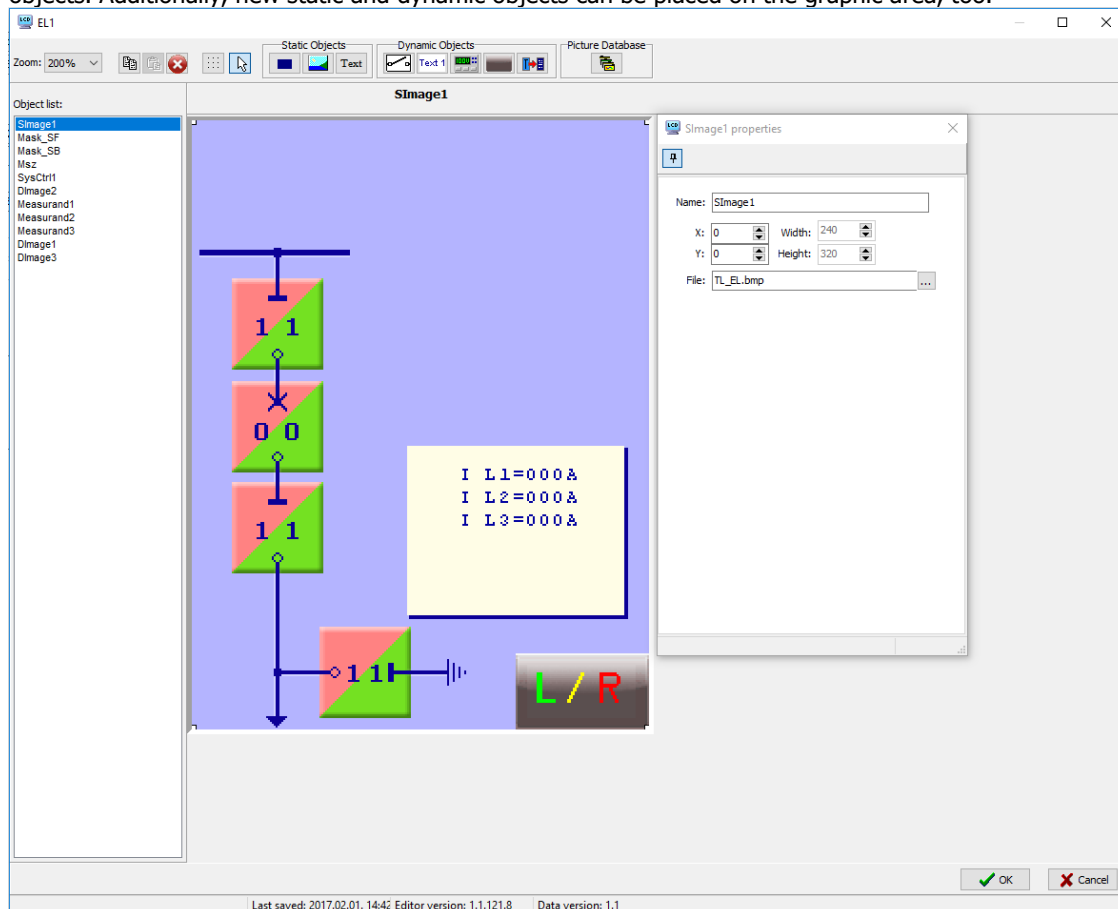 objects. Additionally, new static and dynamic objects can be placed on the graphic area, too.
EL1
Zoom: 200%
Static Objects
Text
Dynamic Objects
Text 1
Picture Database
Object list:
SImage1
SImage1
Mask_SF
Mask_SB
Msz
SysCtrl1
DImage2
Measurand1
Measurand2
Measurand3
DImage1
DImage3
1 1
0 0
1 1
1 1
I L1=000A
I L2=000A
I L3=000A
L/R
SImage1 properties
Name: SImage1
X: 0 Width: 240
Y: 0 Height: 320
File: TL_EL.bmp ...
OK Cancel
Last saved: 2017.02.01. 14:42 Editor version: 1.1.121.8 Data version: 1.1